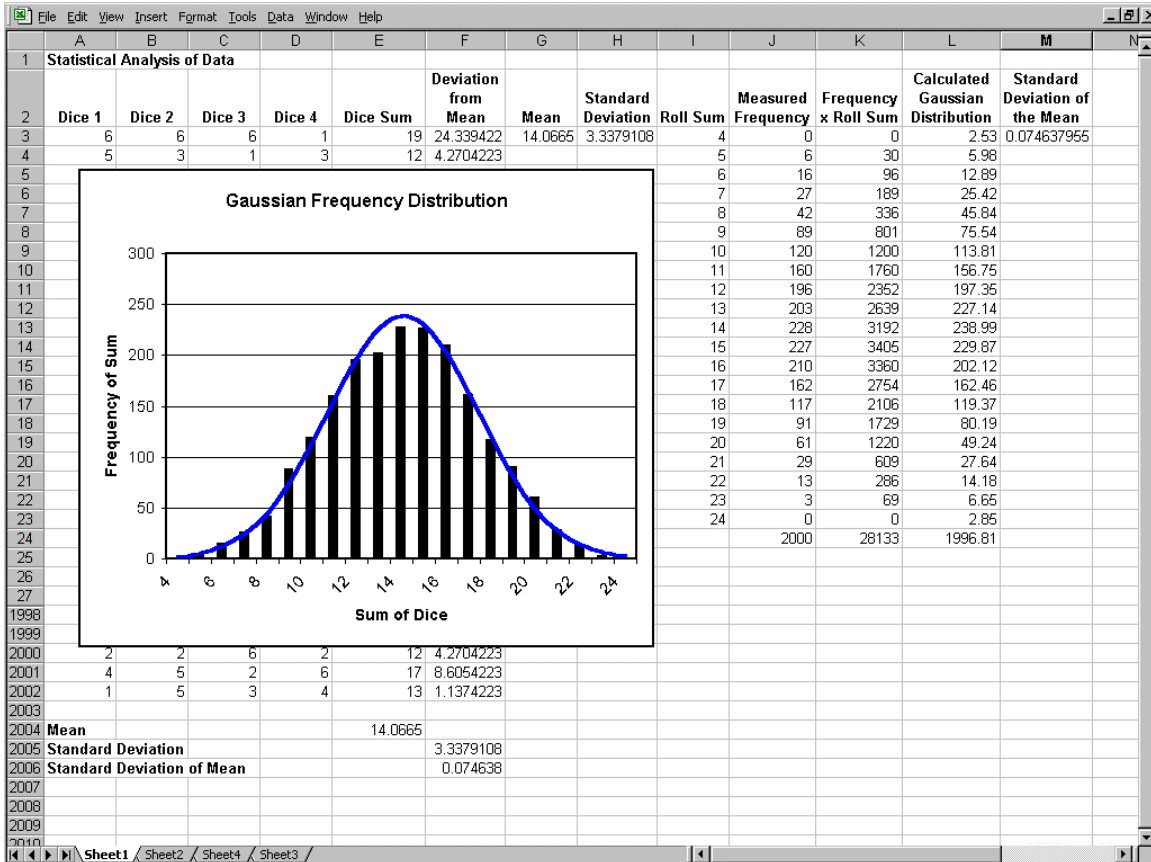 File Edit View Insert Format Tools Data Window Help
A B C D E F G H I J K L M N
1 Statistical Analysis of Data
2 Dice 1 Dice 2 Dice 3 Dice 4 Dice Sum Deviation from Mean Mean Standard Deviation Roll Sum Measured Frequency Frequency x Roll Sum Calculated Gaussian Distribution Standard Deviation of the Mean
3 6 6 6 1 19 24.339422 14.0665 3.3379108 4 0 0 2.53 0.074637955
4 5 3 1 3 12 4.2704223 5 6 30 5.98
5 6 16 96 12.89
6 7 27 189 25.42
7 8 42 336 45.84
8 9 89 801 75.54
9 10 120 1200 113.81
10 11 160 1760 156.75
11 12 196 2352 197.35
12 13 203 2639 227.14
13 14 228 3192 238.99
14 15 227 3405 229.87
15 16 210 3360 202.12
16 17 162 2754 162.46
17 18 117 2106 119.37
18 19 91 1729 80.19
19 20 61 1220 49.24
20 21 29 609 27.64
21 22 13 286 14.18
22 23 3 69 6.65
23 24 0 0 2.85
24 2000 28133 1996.81
25
26
27
1998
1999
Gaussian Frequency Distribution
Frequency of Sum
300
250
200
150
100
50
0
4 6 8 10 12 14 16 18 20 22 24
Sum of Dice
2000 2 2 6 2 12 4.2704223
2001 4 5 2 6 17 8.6054223
2002 1 5 3 4 13 1.1374223
2003
2004 Mean 14.0665
2005 Standard Deviation 3.3379108
2006 Standard Deviation of Mean 0.074638
2007
2008
2009
2010
Sheet1 Sheet2 Sheet4 Sheet3